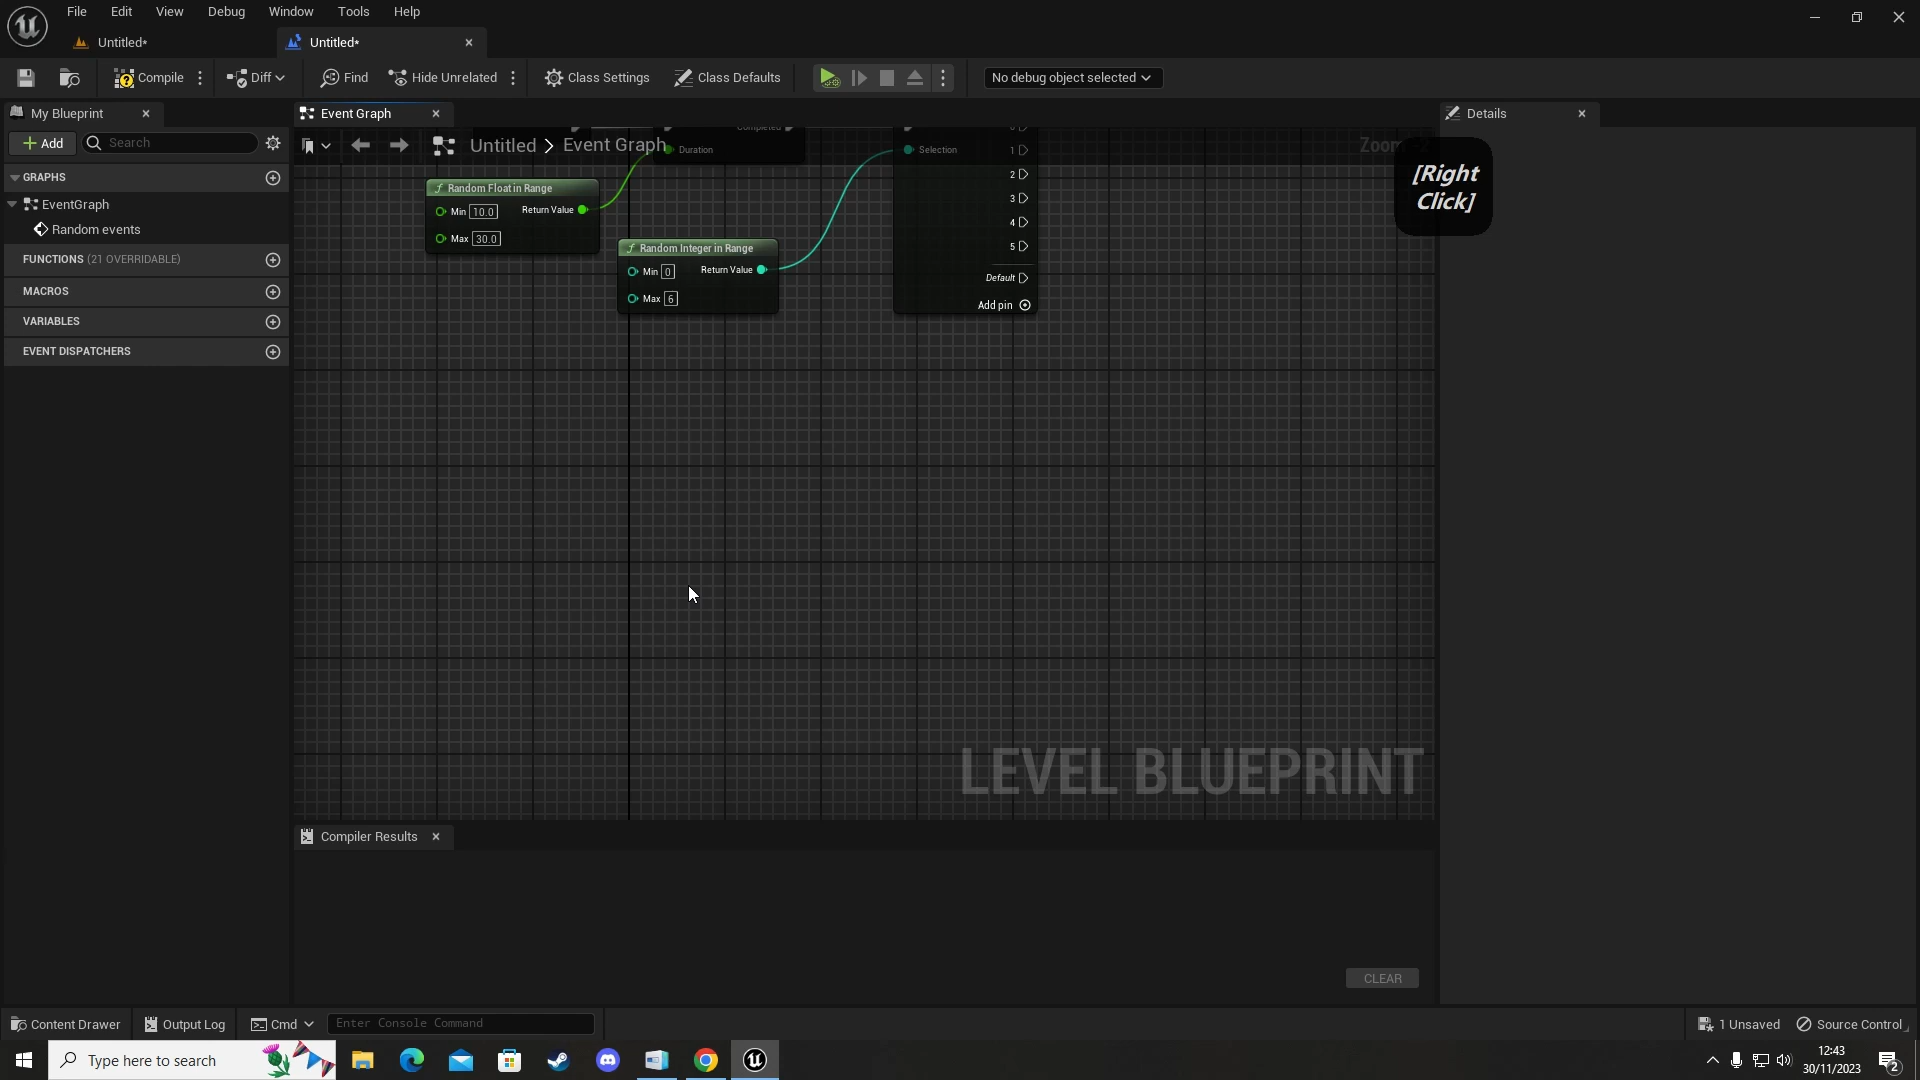 File Edit View Debug Window Tools Help
Untitled* Untitled*
Compile Diff Find Hide Unrelated Class Settings Class Defaults No debug object selected
My Blueprint Event Graph Details
Add Search Untitled > Event Graph Zoom -2
[Right
Click]
GRAPHS
EventGraph
Random events
FUNCTIONS (21 OVERRIDABLE)
MACROS
VARIABLES
EVENT DISPATCHERS
Completed
Duration
Random Float in Range
Min 10.0 Return Value
Max 30.0
Random Integer in Range
Min 0 Return Value
Max 6
0
Selection 1
2
3
4
5
Default
Add pin
LEVEL BLUEPRINT
Compiler Results
CLEAR
Content Drawer Output Log Cmd Enter Console Command 1 Unsaved Source Control
Type here to search
12:43
30/11/2023
2